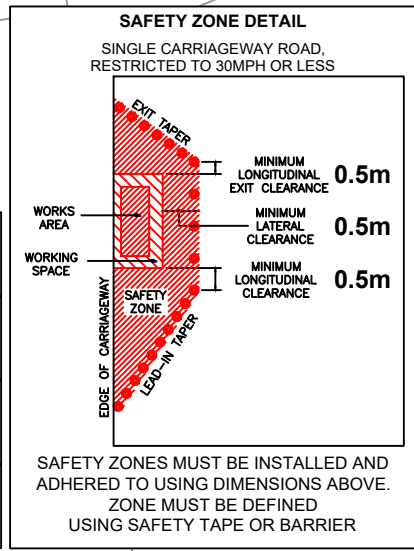 SAFETY ZONE DETAIL
SINGLE CARRIAGEWAY ROAD,
RESTRICTED TO 30MPH OR LESS
EXIT TAPER
MINIMUM
LONGITUDINAL
EXIT CLEARANCE
0.5m
WORKS
AREA
MINIMUM
LATERAL
CLEARANCE
0.5m
WORKING
SPACE
MINIMUM
LONGITUDINAL
CLEARANCE
0.5m
SAFETY
ZONE
EDGE OF CARRIAGEWAY
LEAD-IN TAPER
SAFETY ZONES MUST BE INSTALLED AND
ADHERED TO USING DIMENSIONS ABOVE.
ZONE MUST BE DEFINED
USING SAFETY TAPE OR BARRIER